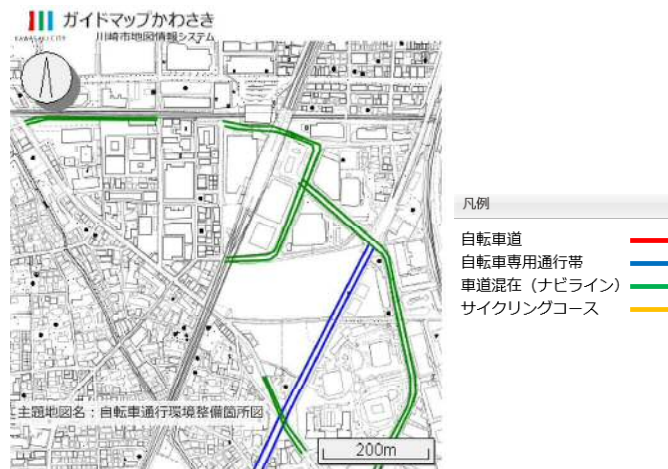 ガイドマップかわさき
KAWASAKI CITY
川崎市地図情報システム
凡例
自転車道
自転車専用通行帯
車道混在（ナビライン）
サイクリングコース
主題地図名：自転車通行環境整備箇所図
200m